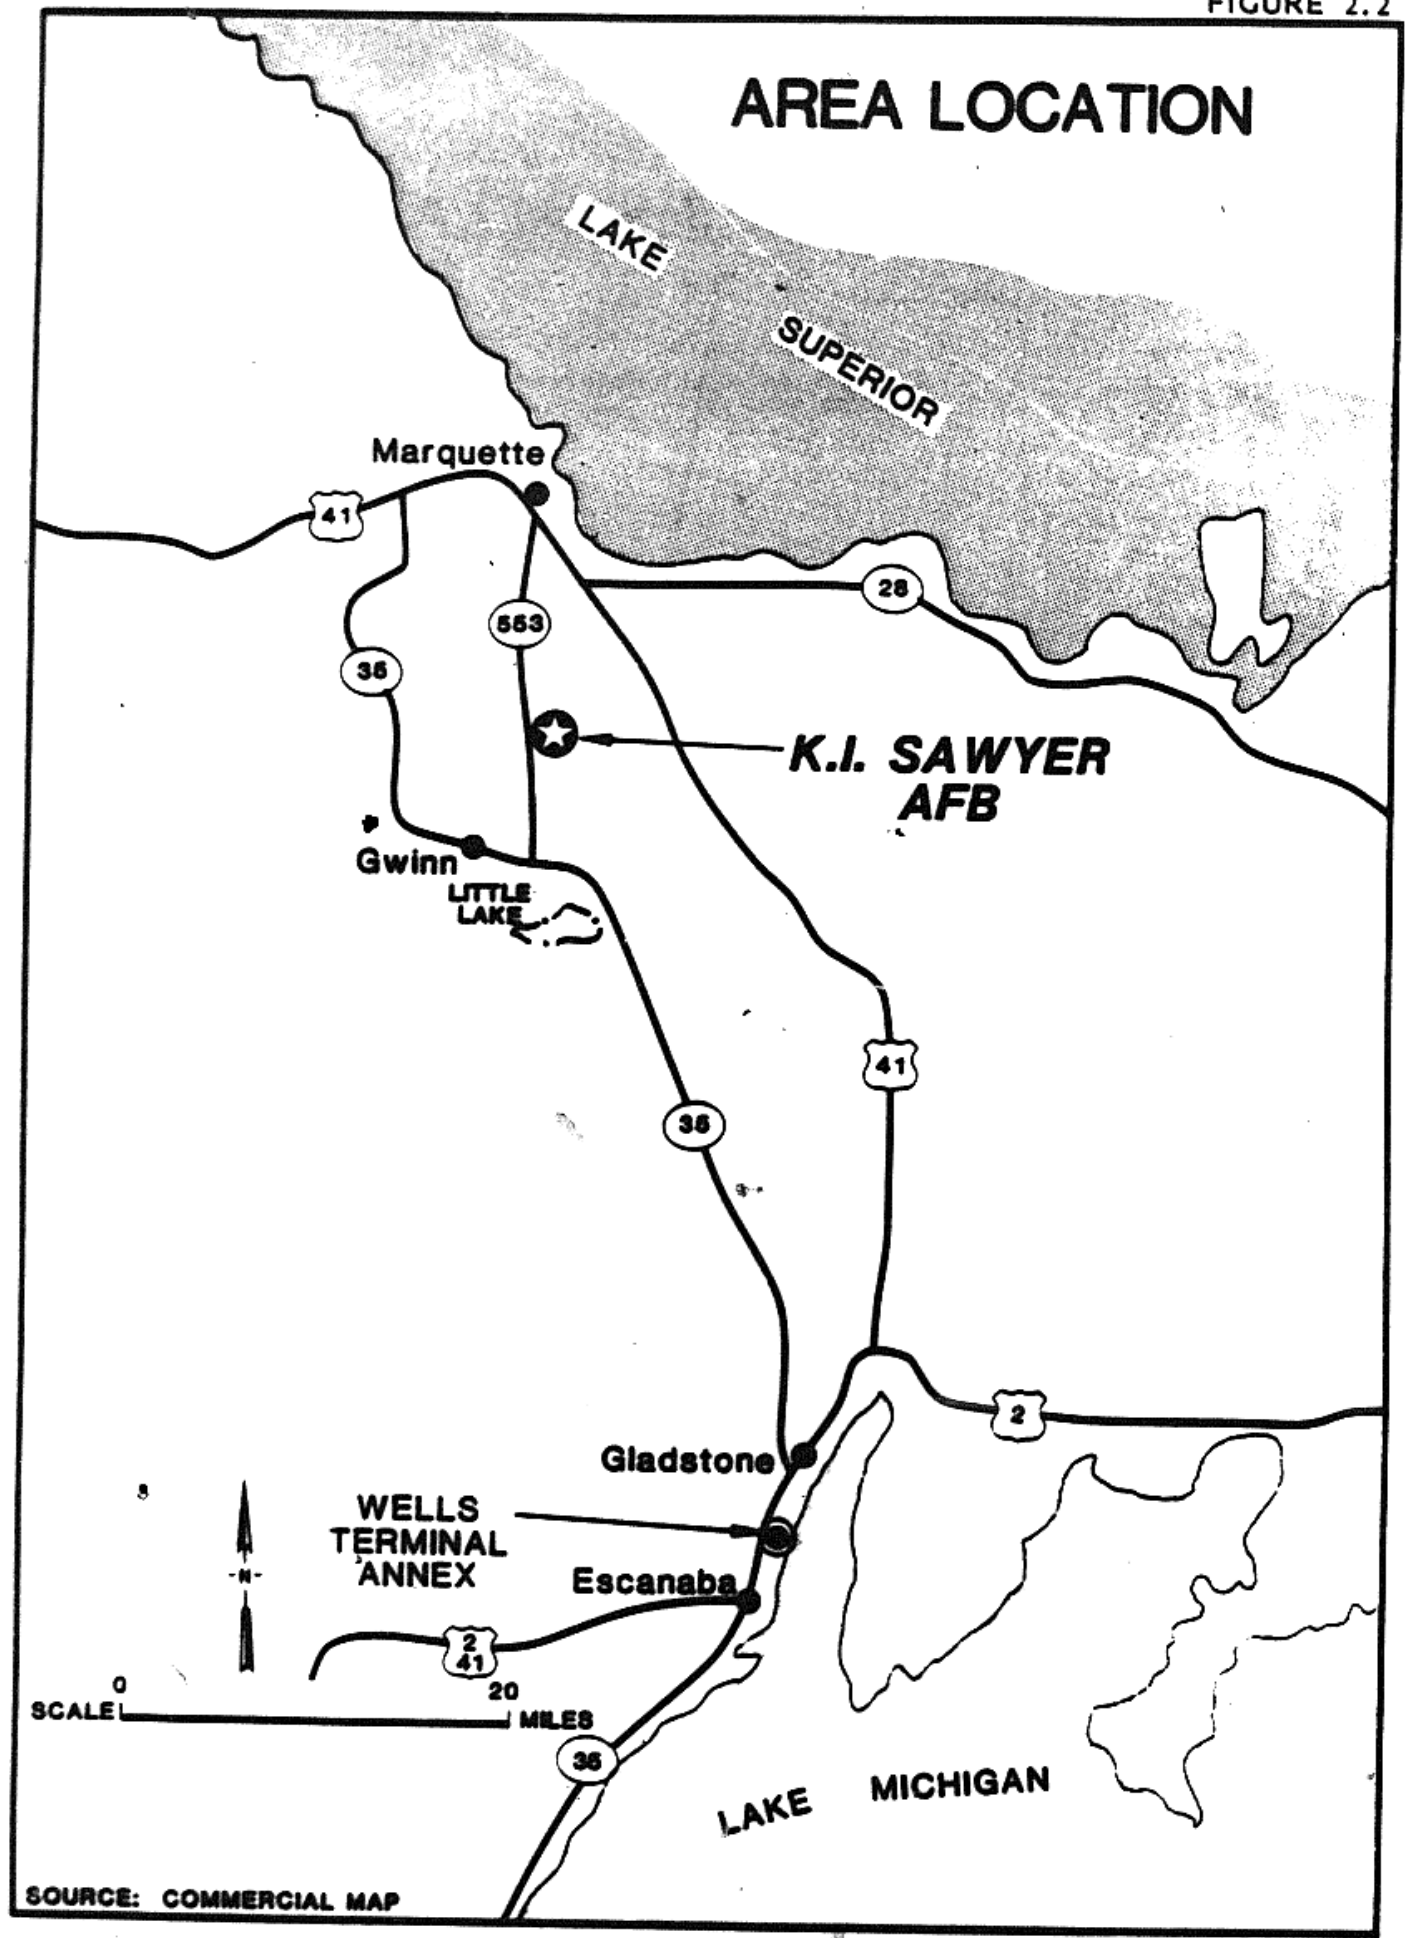 FIGURE 2.2
AREA LOCATION
LAKE
SUPERIOR
Marquette
41
28
553
35
K.I. SAWYER
AFB
Gwinn
LITTLE
LAKE
41
35
2
Gladstone
WELLS
TERMINAL
ANNEX
-N-
Escanaba
2
41
0
20
SCALE
MILES
35
LAKE MICHIGAN
SOURCE: COMMERCIAL MAP